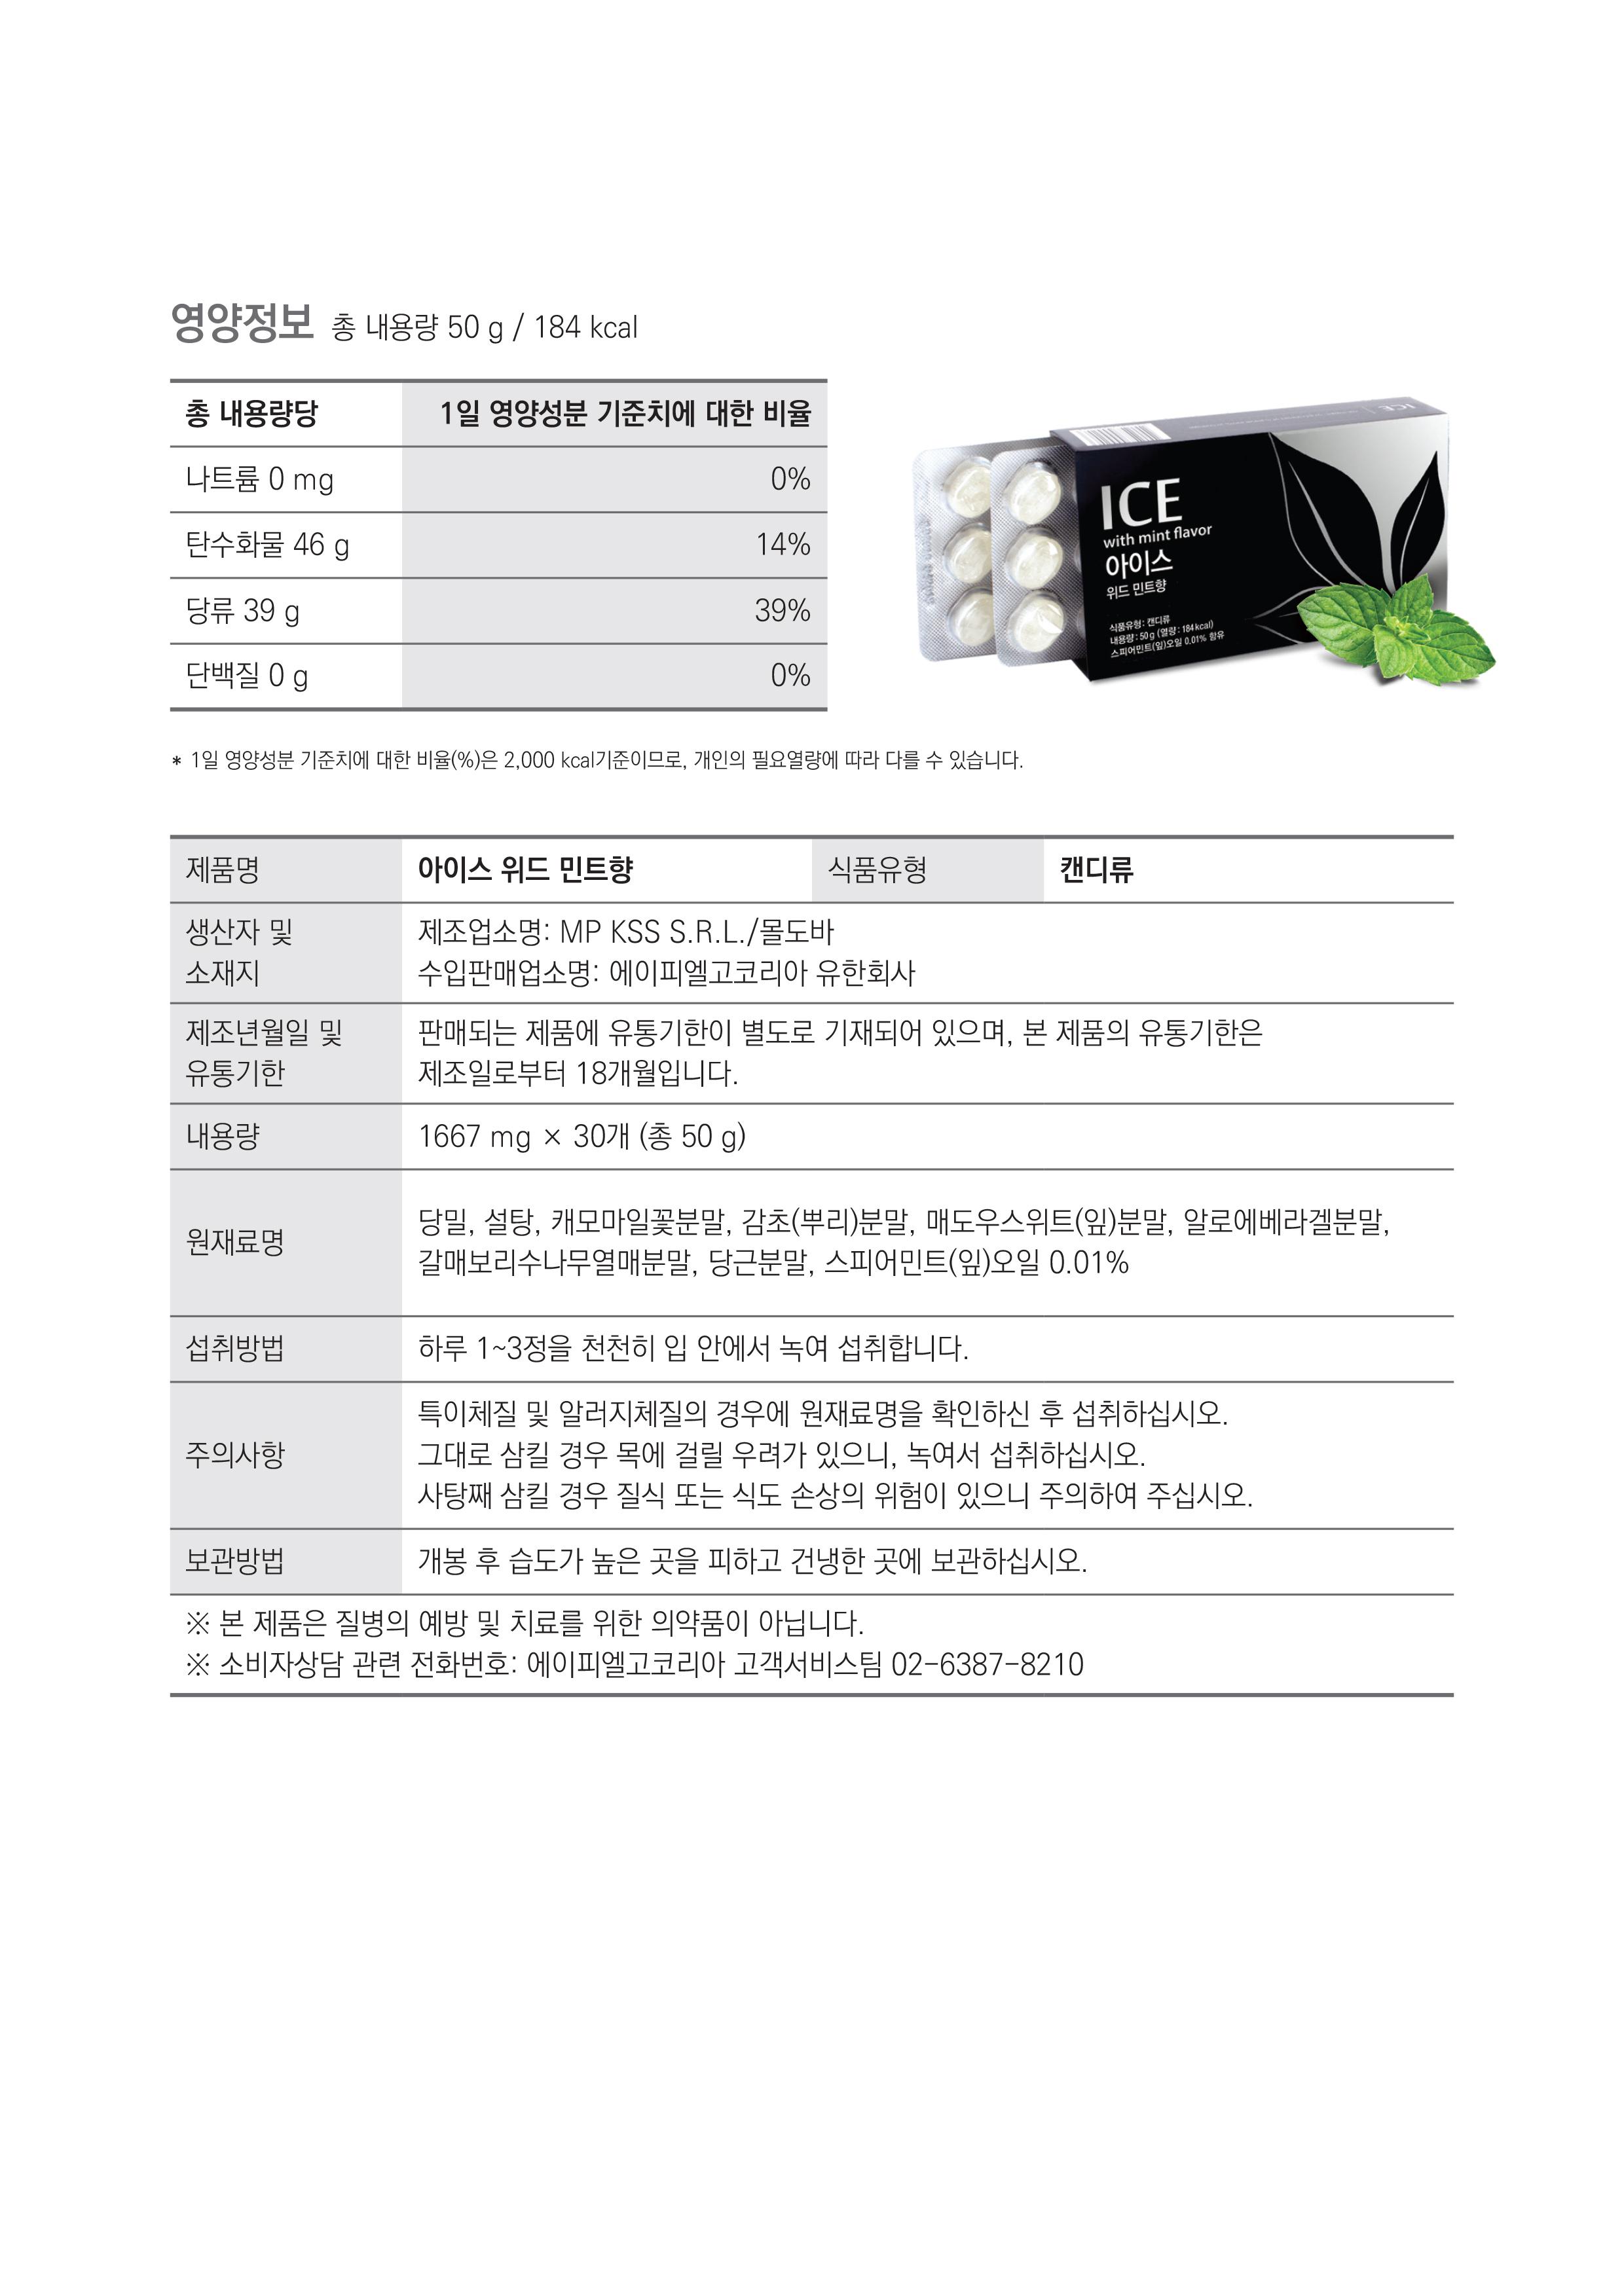 영양정보 총 내용량 50 g / 184 kcal
총 내용량당 1일 영양성분 기준치에 대한 비율
나트륨 0 mg 0%
탄수화물 46 g 14%
당류 39 g 39%
단백질 0 g 0%
ICE
with mint flavor
아이스
위드 민트향
식품유형: 캔디류
내용량: 50 g (열량: 184 kcal)
스피어민트(잎)오일 0.01% 함유
ICE
* 1일 영양성분 기준치에 대한 비율(%)은 2,000 kcal기준이므로, 개인의 필요열량에 따라 다를 수 있습니다.
제품명 아이스 위드 민트향 식품유형 캔디류
생산자 및
소재지
제조업소명: MP KSS S.R.L./몰도바
수입판매업소명: 에이피엘고코리아 유한회사
제조년월일 및
유통기한
판매되는 제품에 유통기한이 별도로 기재되어 있으며, 본 제품의 유통기한은
제조일로부터 18개월입니다.
내용량 1667 mg × 30개 (총 50 g)
원재료명
당밀, 설탕, 캐모마일꽃분말, 감초(뿌리)분말, 매도우스위트(잎)분말, 알로에베라겔분말,
갈매보리수나무열매분말, 당근분말, 스피어민트(잎)오일 0.01%
섭취방법 하루 1~3정을 천천히 입 안에서 녹여 섭취합니다.
주의사항
특이체질 및 알러지체질의 경우에 원재료명을 확인하신 후 섭취하십시오.
그대로 삼킬 경우 목에 걸릴 우려가 있으니, 녹여서 섭취하십시오.
사탕째 삼킬 경우 질식 또는 식도 손상의 위험이 있으니 주의하여 주십시오.
보관방법 개봉 후 습도가 높은 곳을 피하고 건냉한 곳에 보관하십시오.
※ 본 제품은 질병의 예방 및 치료를 위한 의약품이 아닙니다.
※ 소비자상담 관련 전화번호: 에이피엘고코리아 고객서비스팀 02-6387-8210